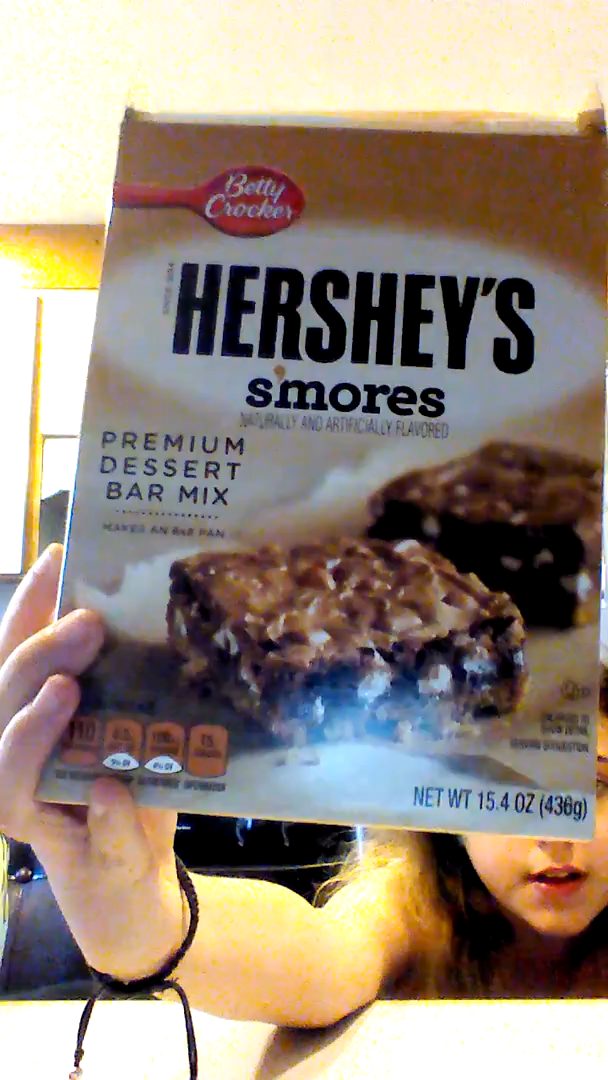 Betty
Crocker
HERSHEY'S
s'mores
NATURALLY AND ARTIFICIALLY FLAVORED
PREMIUM
DESSERT
BAR MIX
MAKES AN 8x8 PAN
NET WT 15.4 OZ (436g)